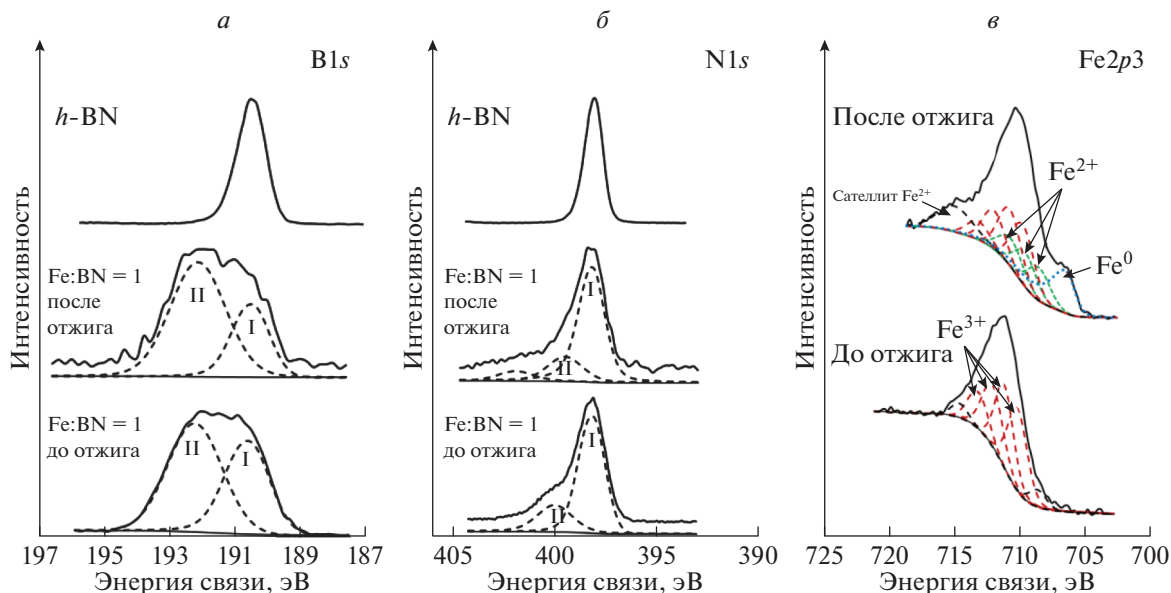 а
B1s
h-BN
Fe:BN = 1
после
отжига
II
I
Fe:BN = 1
до отжига
II
I
Интенсивность
197 195 193 191 189 187
Энергия связи, эВ
б
N1s
h-BN
Fe:BN = 1
после
отжига
I
II
Fe:BN = 1
до отжига
I
II
Интенсивность
405 400 395 390
Энергия связи, эВ
в
Fe2p3
После отжига
Fe²⁺
Сателлит Fe²⁺
Fe⁰
Fe³⁺
До отжига
Интенсивность
725 720 715 710 705 700
Энергия связи, эВ